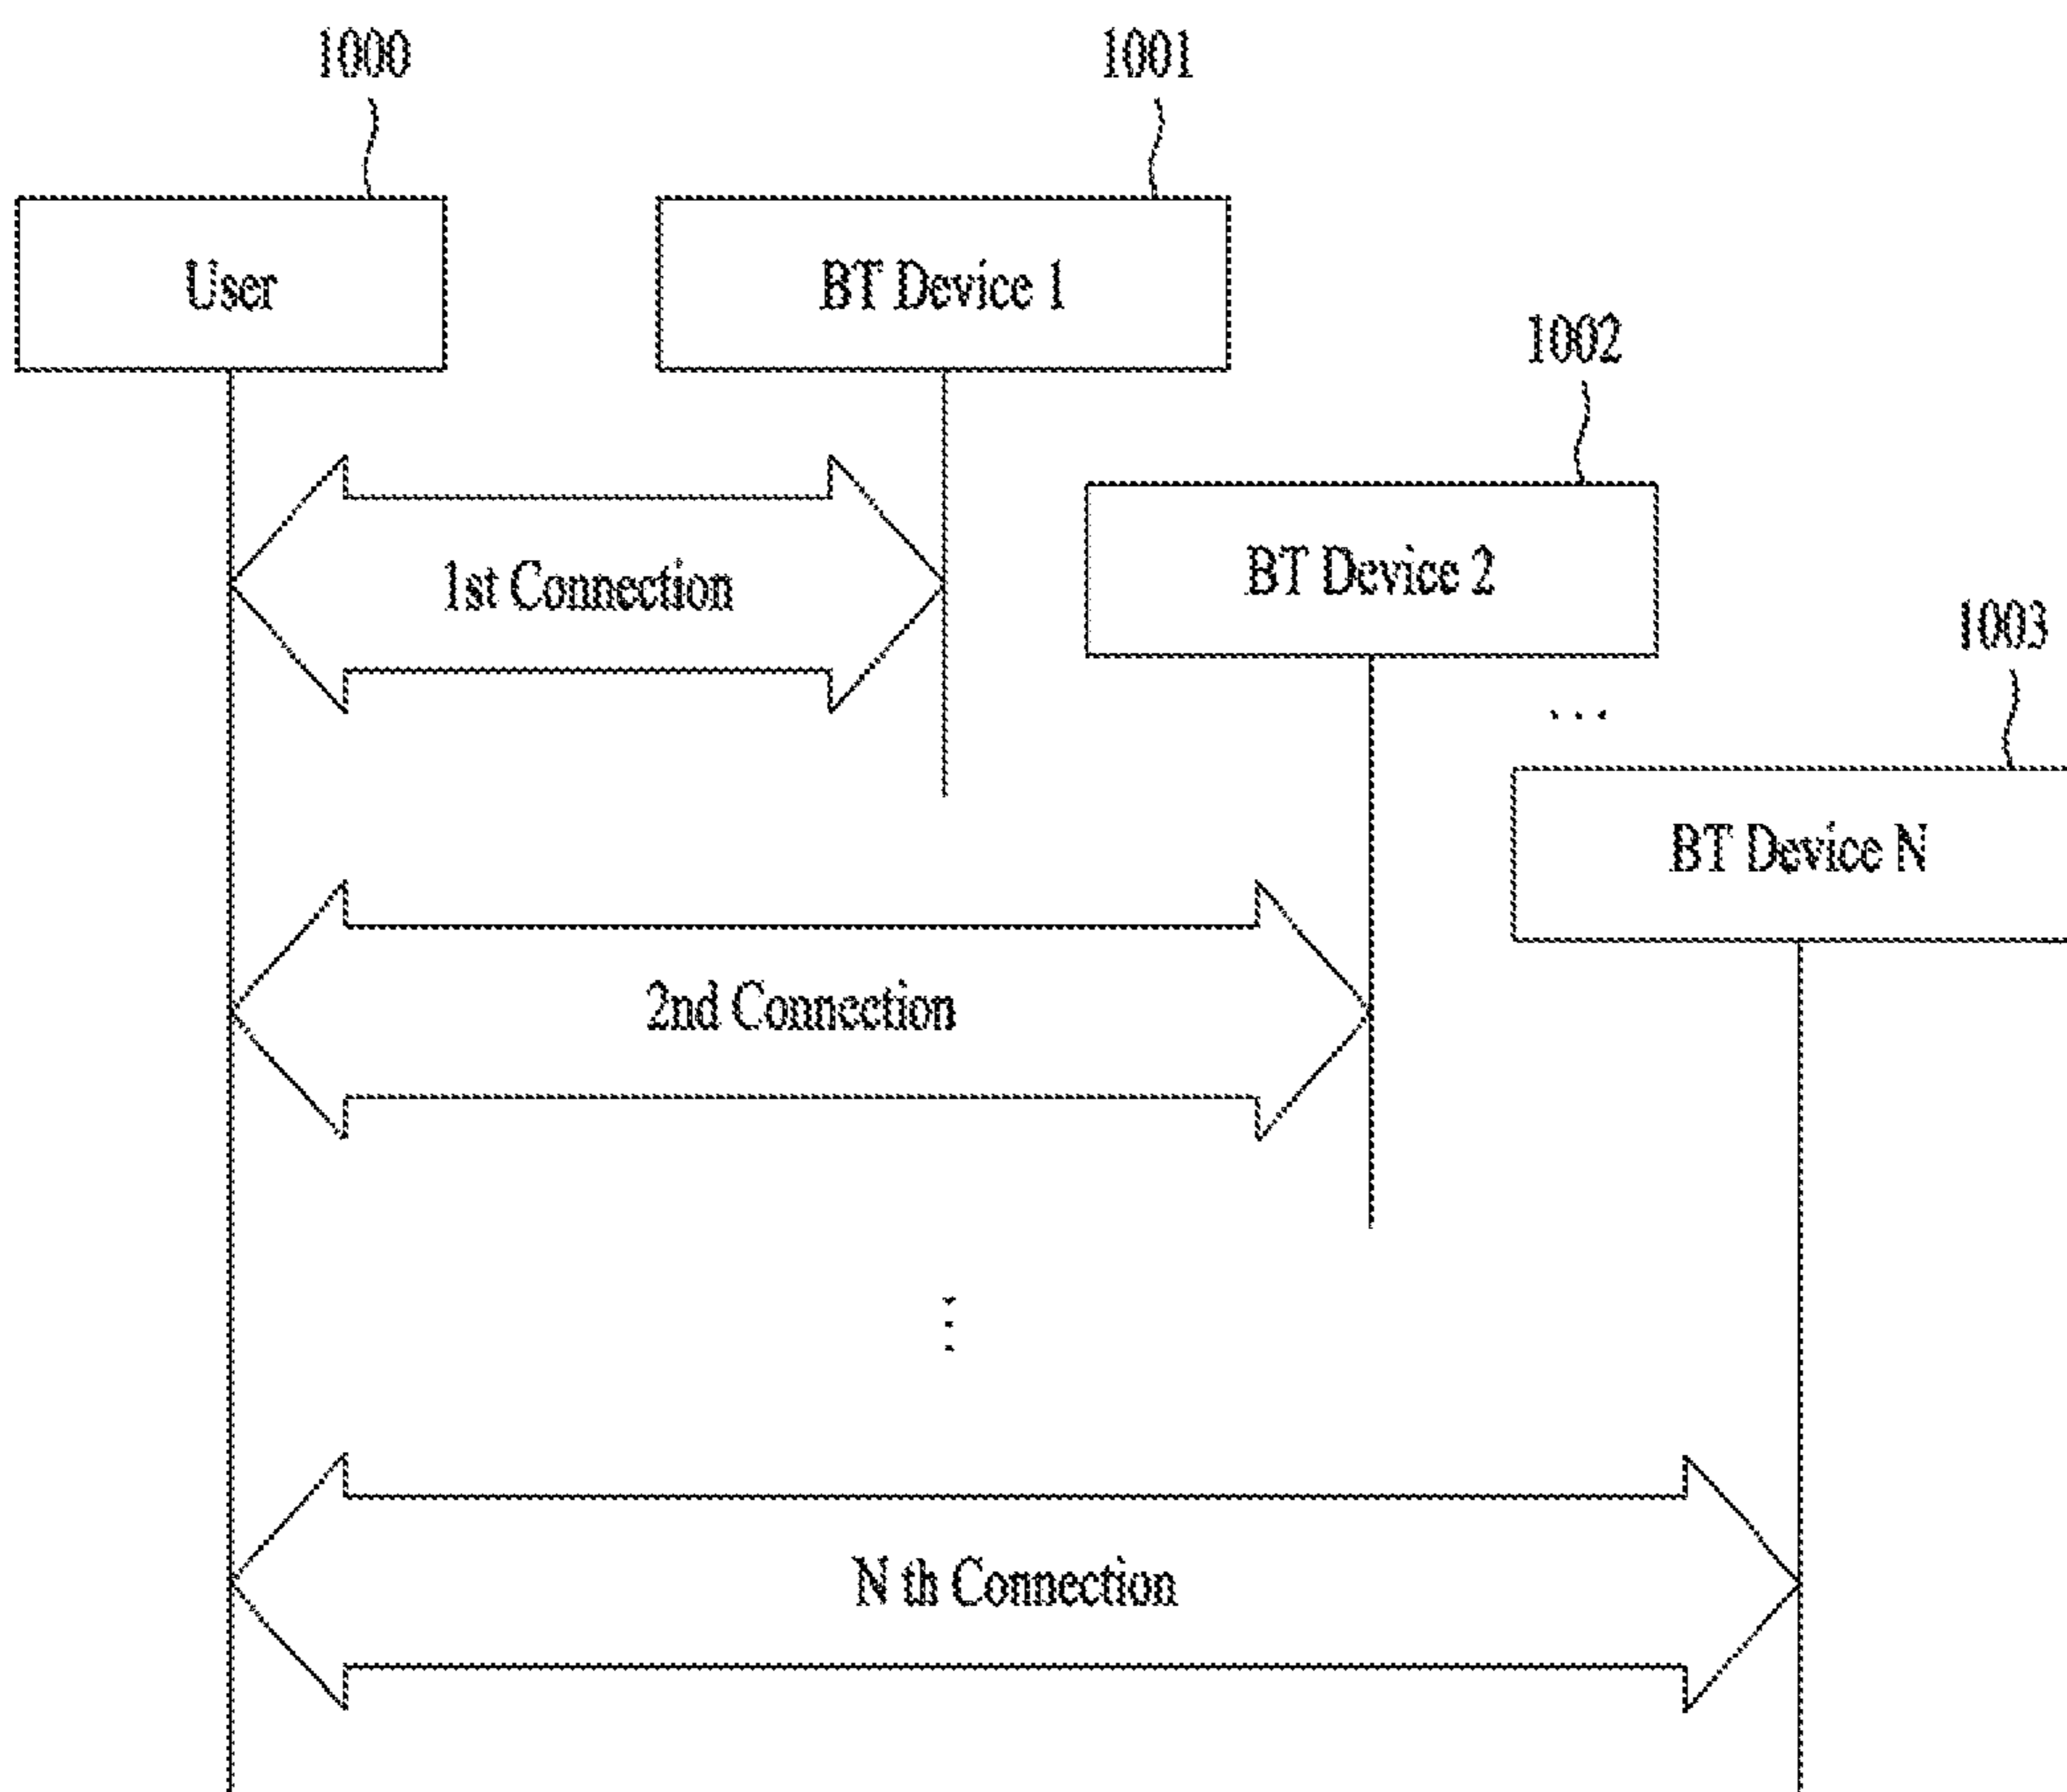 1000
1001
User
BT Device 1
1002
BT Device 2
1st Connection
1003
...
BT Device N
2nd Connection
...
N th Connection